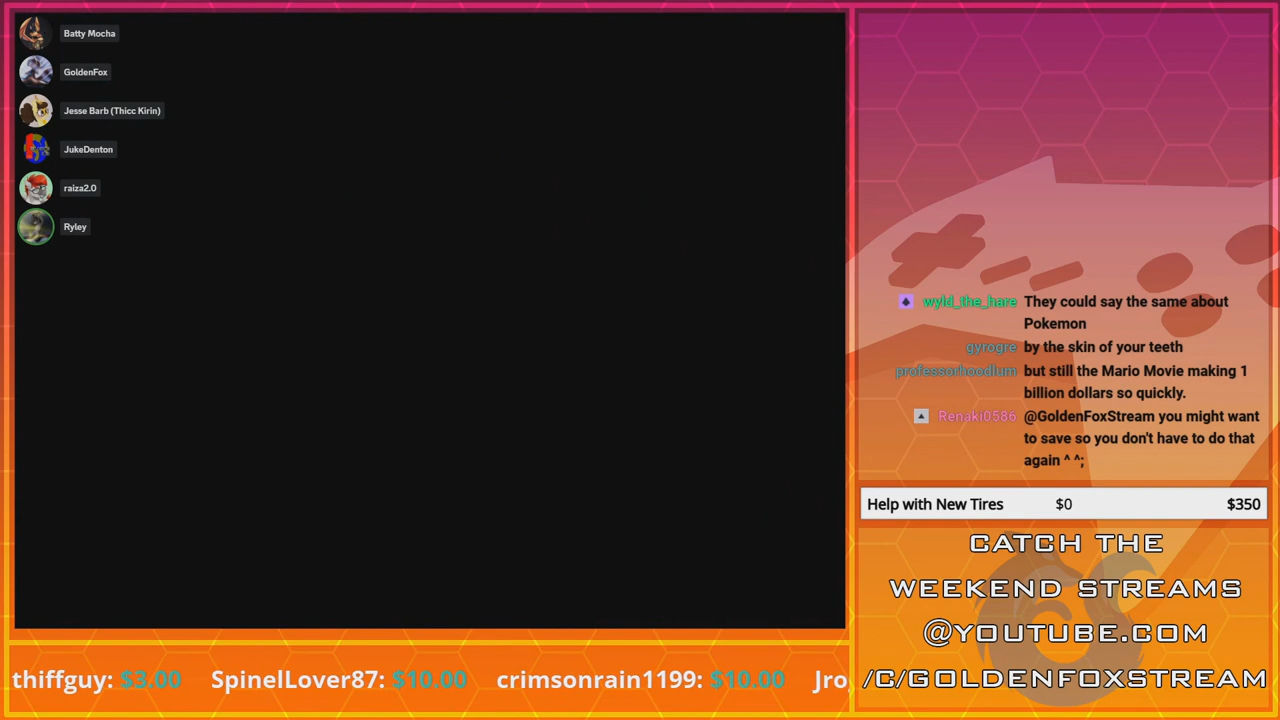 Batty Mocha
GoldenFox
Jesse Barb (Thicc Kirin)
JukeDenton
raiza2.0
Ryley
wyld_the_hare They could say the same about
Pokemon
gyrogre by the skin of your teeth
professorhoodlum but still the Mario Movie making 1
billion dollars so quickly.
Renaki0586 @GoldenFoxStream you might want
to save so you don't have to do that
again ^ ^;
Help with New Tires $0 $350
CATCH THE
WEEKEND STREAMS
@YOUTUBE.COM
/C/GOLDENFOXSTREAM
thiffguy: $3.00 SpinelLover87: $10.00 crimsonrain1199: $10.00 Jro